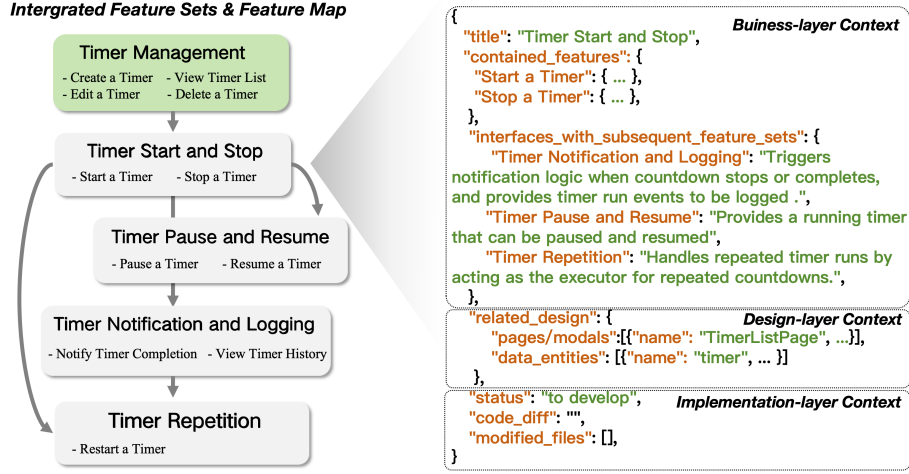 Intergrated Feature Sets & Feature Map
Timer Management
- Create a Timer - View Timer List
- Edit a Timer - Delete a Timer
Timer Start and Stop
- Start a Timer - Stop a Timer
Timer Pause and Resume
- Pause a Timer - Resume a Timer
Timer Notification and Logging
- Notify Timer Completion - View Timer History
Timer Repetition
- Restart a Timer
Buiness-layer Context
{
"title": "Timer Start and Stop",
"contained_features": {
"Start a Timer": { ... },
"Stop a Timer": { ... },
},
"interfaces_with_subsequent_feature_sets": {
"Timer Notification and Logging": "Triggers
notification logic when countdown stops or completes,
and provides timer run events to be logged .",
"Timer Pause and Resume": "Provides a running timer
that can be paused and resumed",
"Timer Repetition": "Handles repeated timer runs by
acting as the executor for repeated countdowns.",
},
Design-layer Context
"related_design": {
"pages/modals":[{"name": "TimerListPage", ...}],
"data_entities": [{"name": "timer", ... }]
},
Implementation-layer Context
"status": "to develop",
"code_diff": "",
"modified_files": [],
}